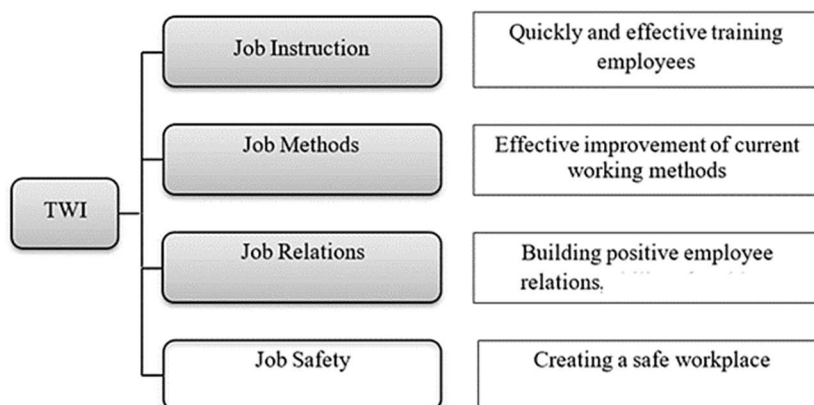 Job Instruction
Quickly and effective training
employees
Job Methods
Effective improvement of current
working methods
TWI
Job Relations
Building positive employee
relations,
Job Safety
Creating a safe workplace